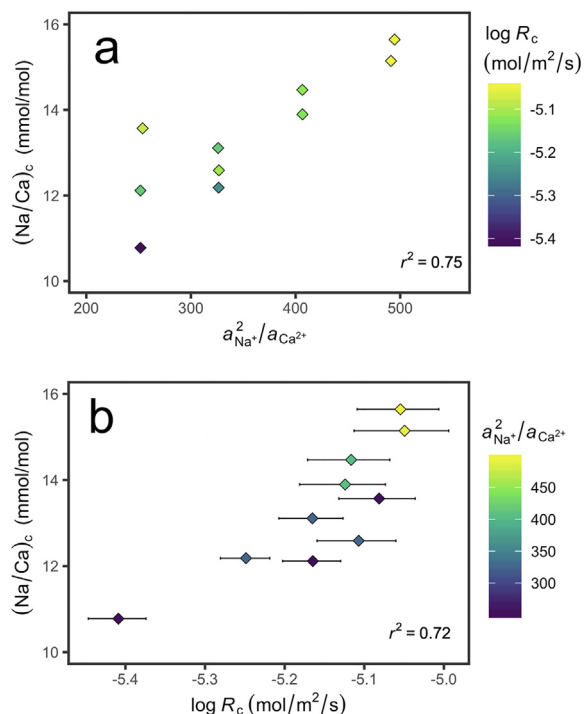 a
16
14
12
10
(Na/Ca)c (mmol/mol)
200
300
400
500
a²Na⁺/aCa²⁺
r² = 0.75
log Rc
(mol/m²/s)
-5.1
-5.2
-5.3
-5.4
b
16
14
12
10
(Na/Ca)c (mmol/mol)
-5.4
-5.3
-5.2
-5.1
-5.0
log Rc (mol/m²/s)
r² = 0.72
a²Na⁺/aCa²⁺
450
400
350
300